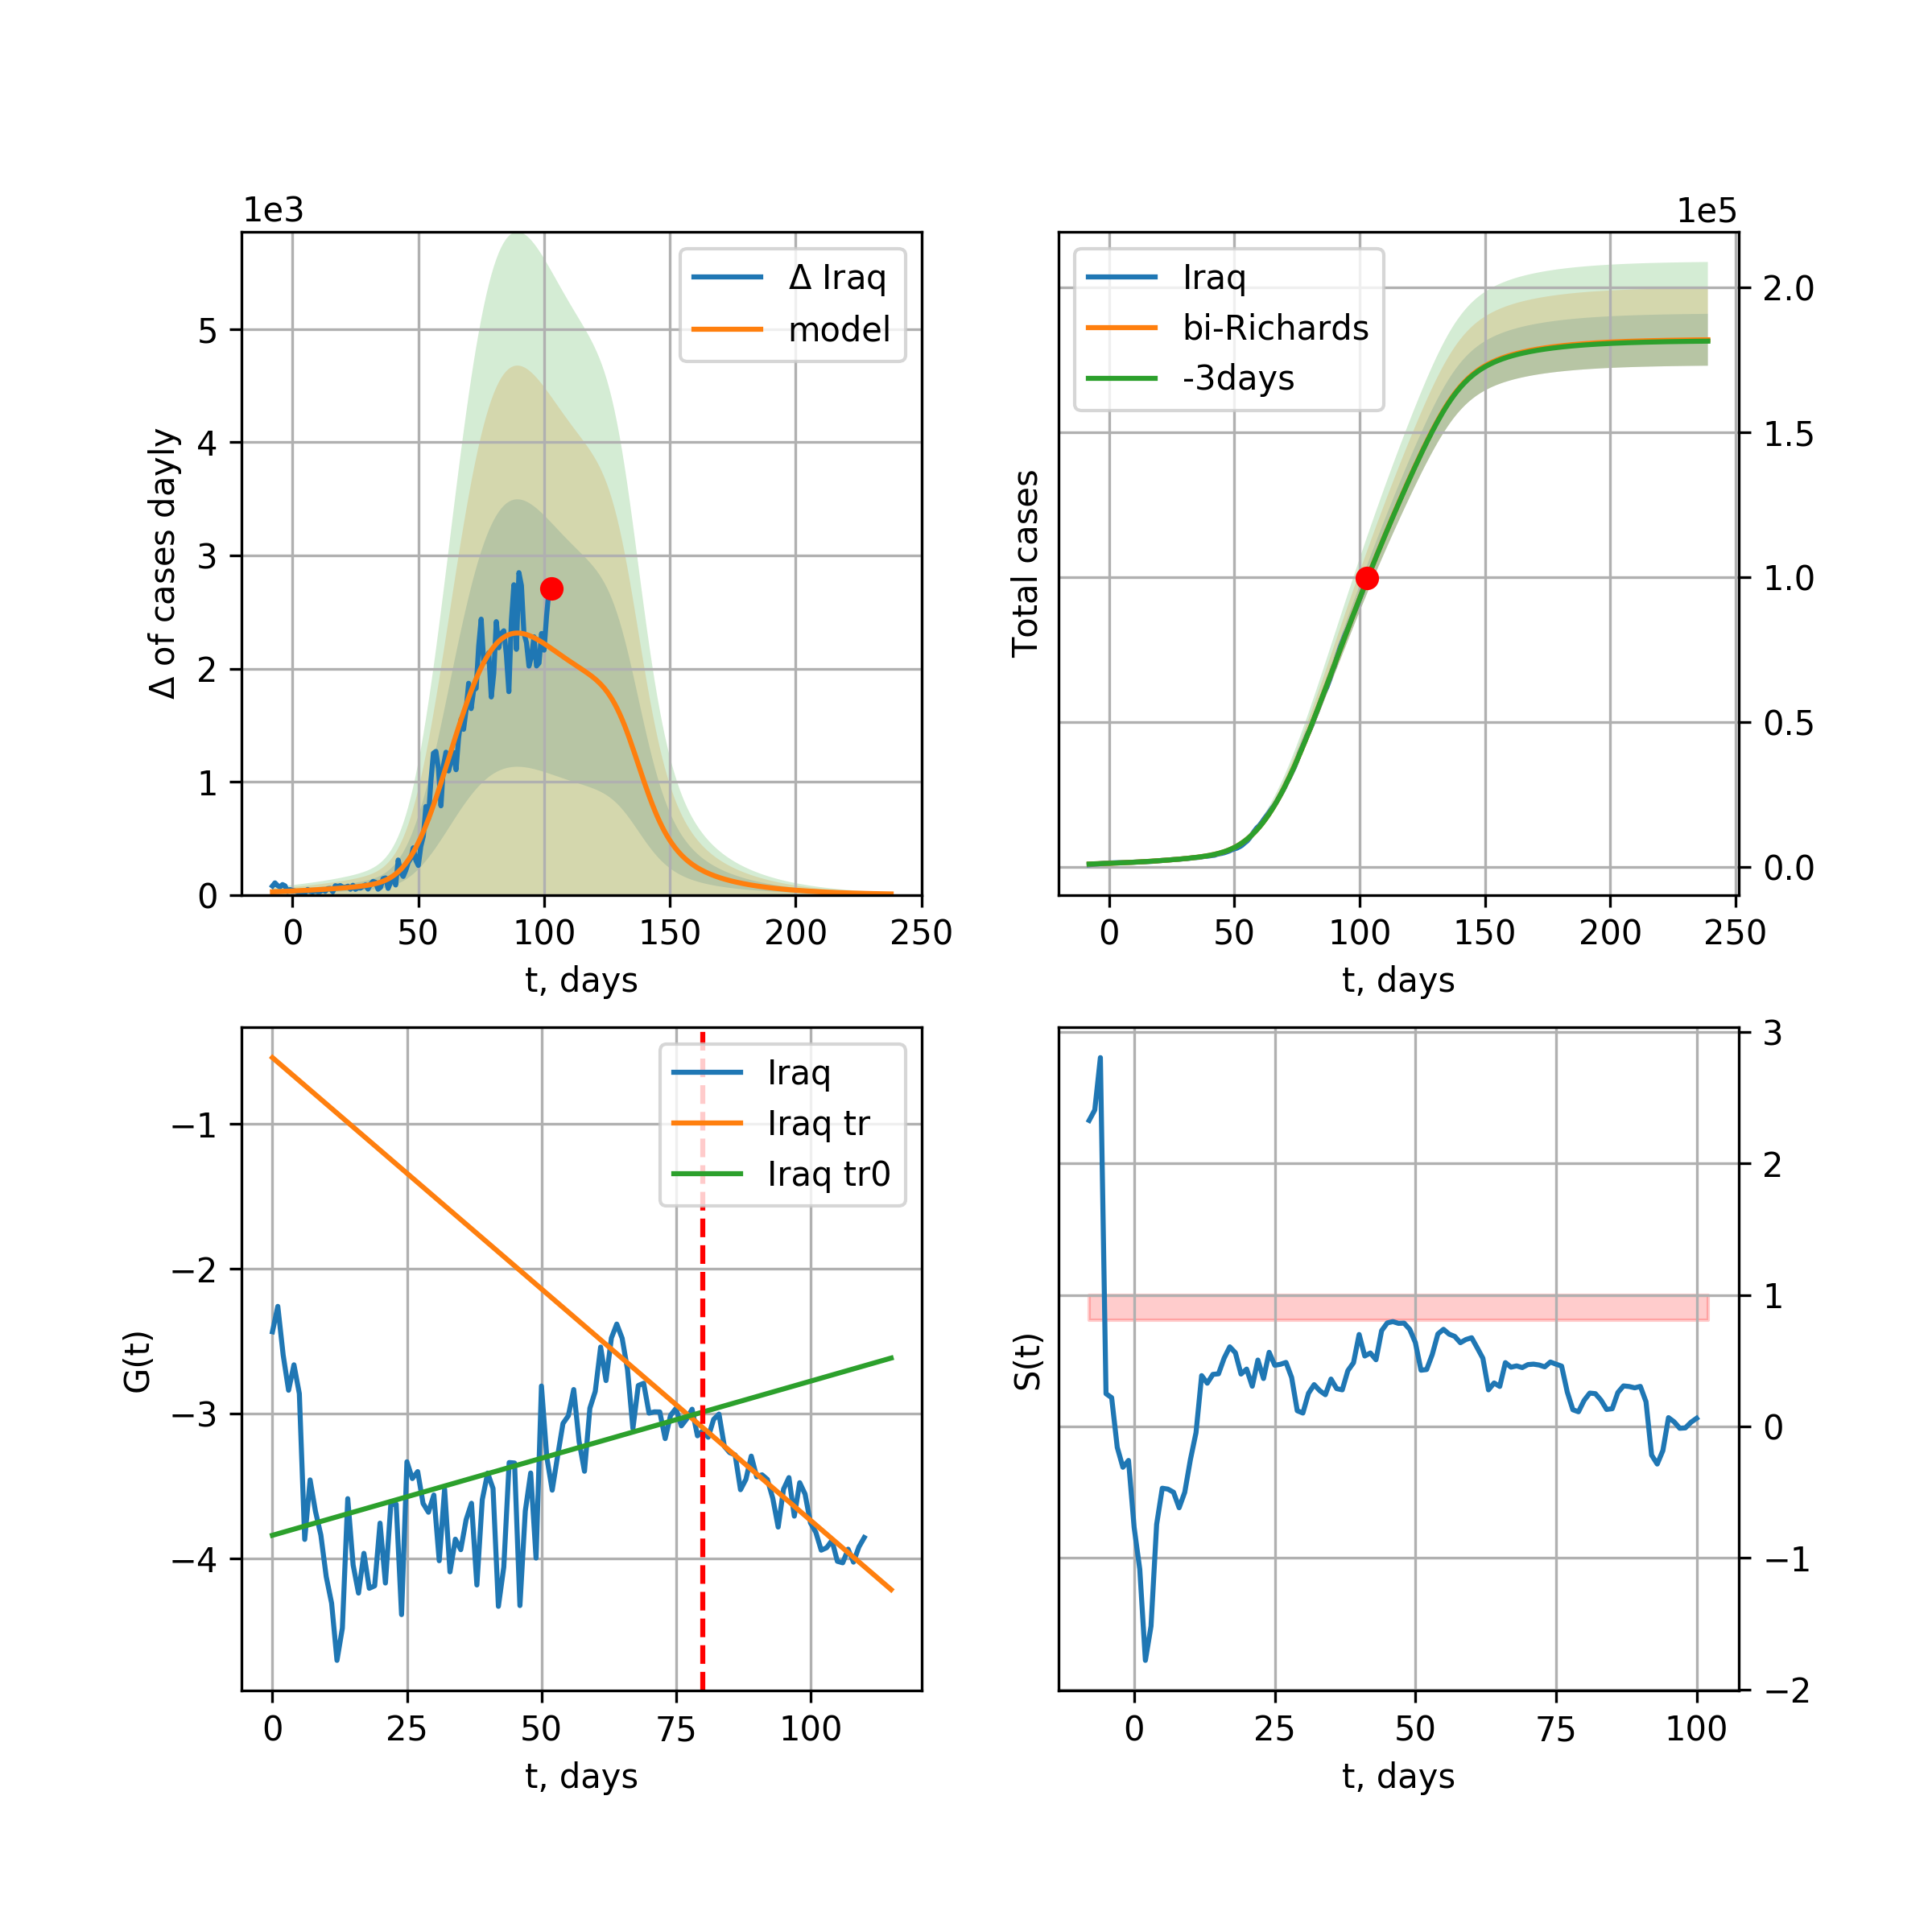 1e3
Δ of cases dayly
5
4
3
2
1
0
Δ Iraq
model
0 50 100 150 200 250
t, days
1e5
Total cases
Iraq
bi-Richards
-3days
2.0
1.5
1.0
0.5
0.0
0 50 100 150 200 250
t, days
G(t)
−1
−2
−3
−4
Iraq
Iraq tr
Iraq tr0
0 25 50 75 100
t, days
S(t)
3
2
1
0
−1
−2
0 25 50 75 100
t, days